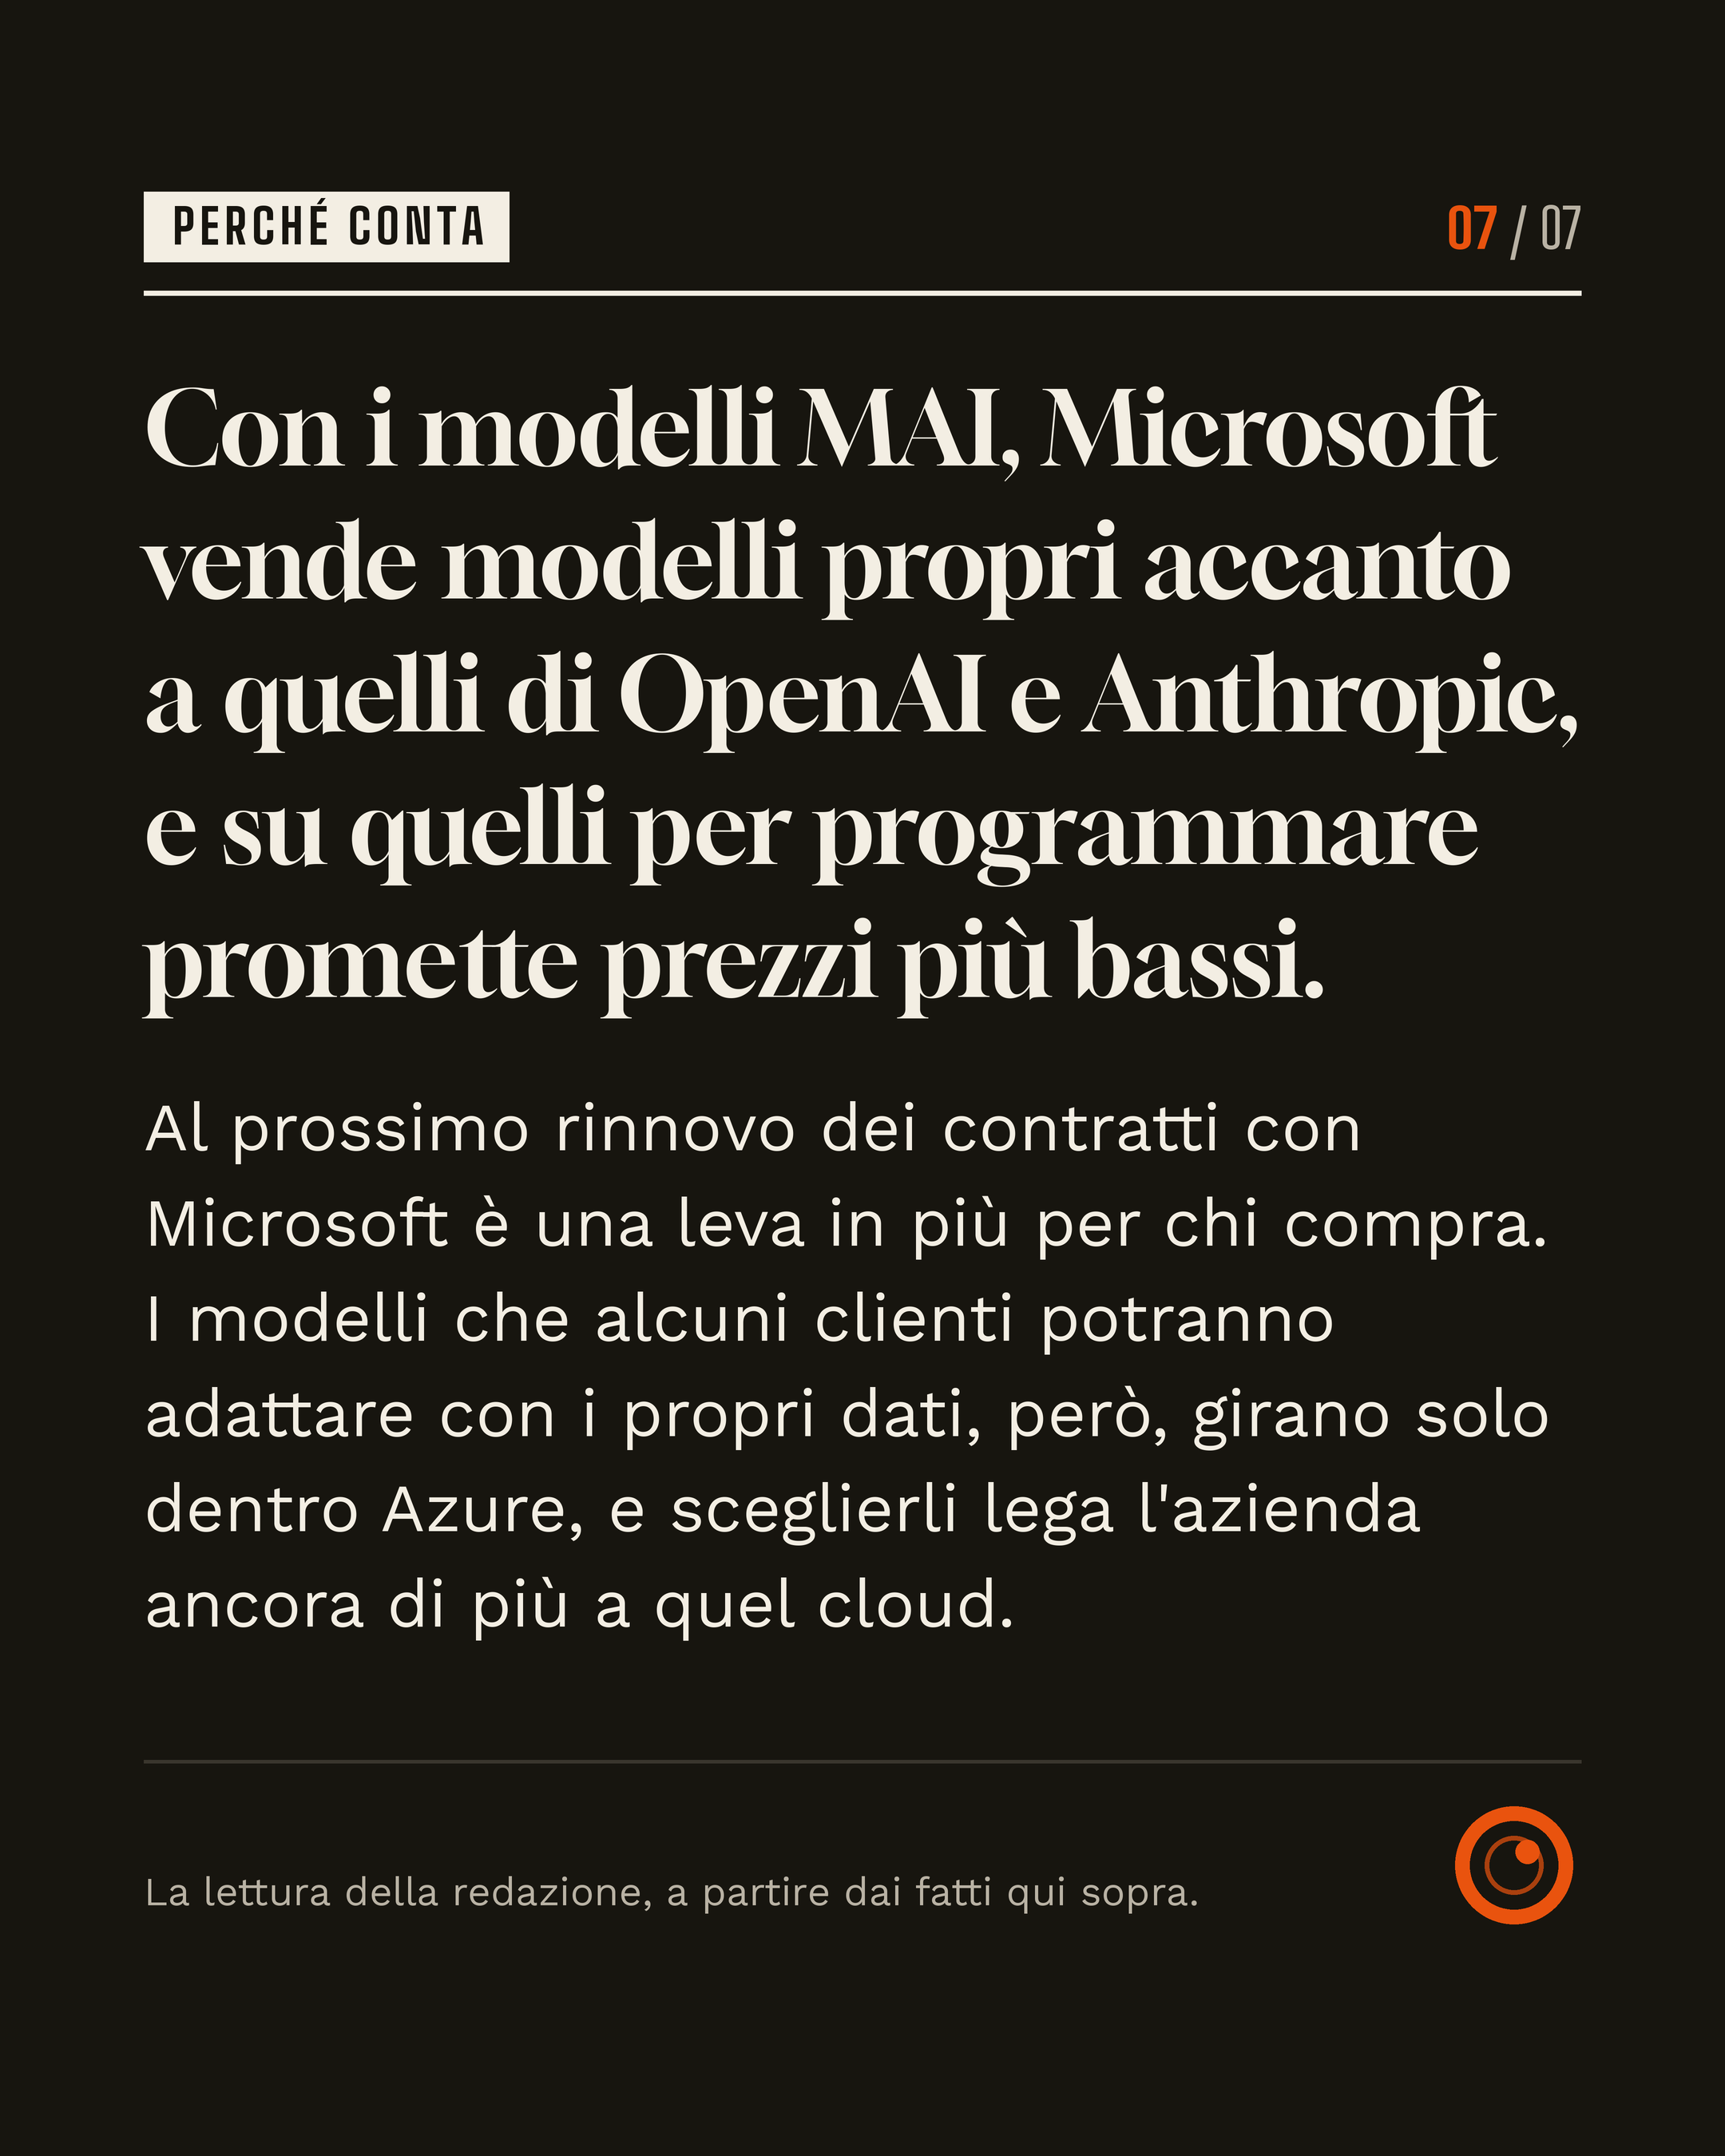 PERCHÉ CONTA
07 / 07
Con i modelli MAI, Microsoft
vende modelli propri accanto
a quelli di OpenAI e Anthropic,
e su quelli per programmare
promette prezzi più bassi.
Al prossimo rinnovo dei contratti con
Microsoft è una leva in più per chi compra.
I modelli che alcuni clienti potranno
adattare con i propri dati, però, girano solo
dentro Azure, e sceglierli lega l'azienda
ancora di più a quel cloud.
La lettura della redazione, a partire dai fatti qui sopra.